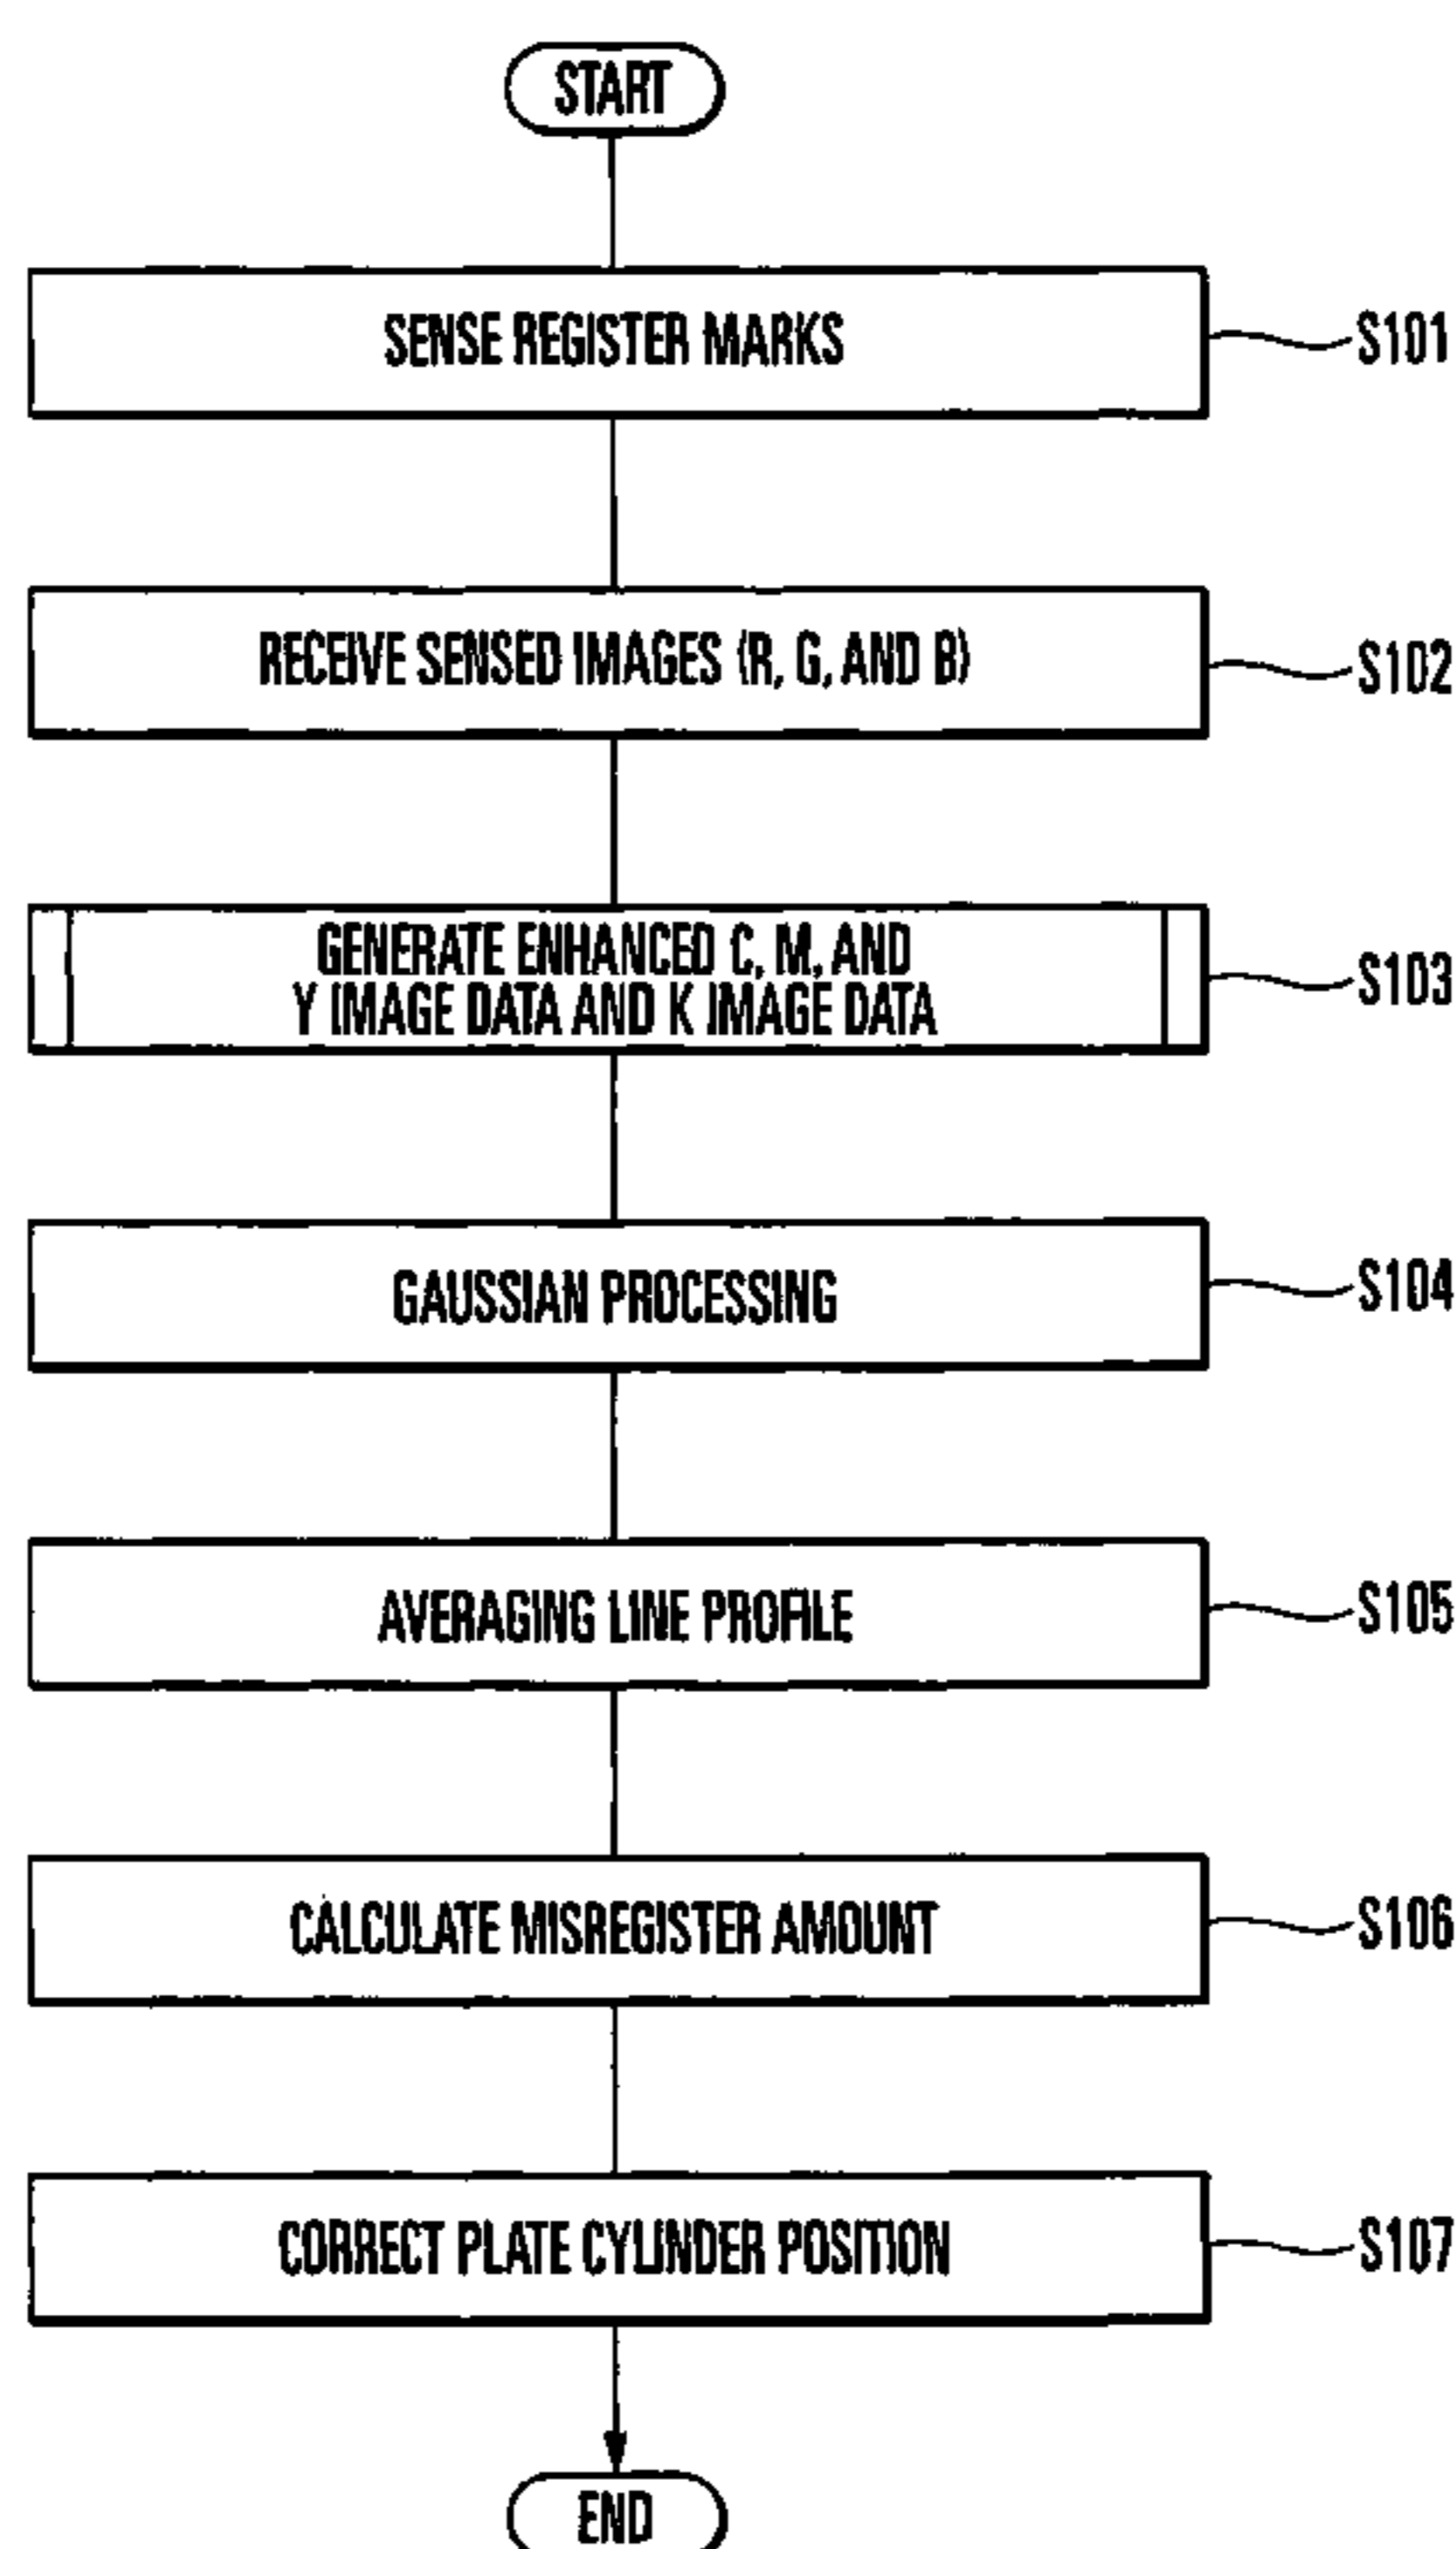 START
SENSE REGISTER MARKS
S101
RECEIVE SENSED IMAGES (R, G, AND B)
S102
GENERATE ENHANCED C, M, AND
Y IMAGE DATA AND K IMAGE DATA
S103
GAUSSIAN PROCESSING
S104
AVERAGING LINE PROFILE
S105
CALCULATE MISREGISTER AMOUNT
S106
CORRECT PLATE CYLINDER POSITION
S107
END